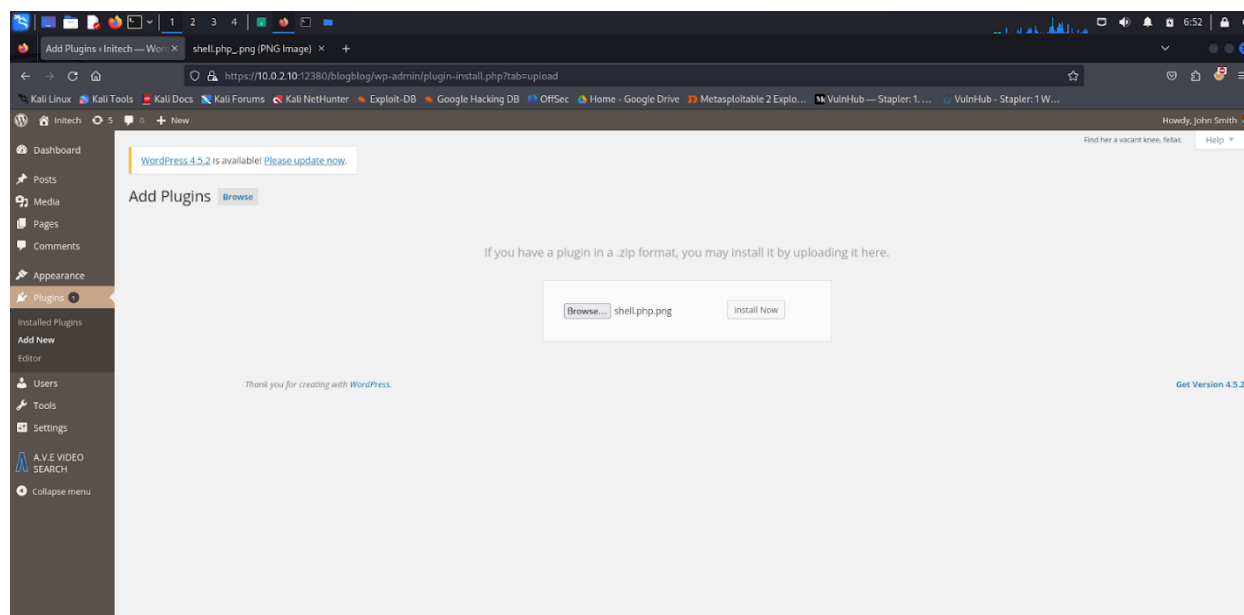 1 2 3 4 6:52
Add Plugins ‹ Initech — Wor × shell.php_.png (PNG Image) × +
https://10.0.2.10:12380/blogblog/wp-admin/plugin-install.php?tab=upload
Kali Linux Kali Tools Kali Docs Kali Forums Kali NetHunter Exploit-DB Google Hacking DB OffSec Home - Google Drive Metasploitable 2 Explo... VulnHub — Stapler: 1. ... VulnHub - Stapler: 1 W...
Initech 5 0 + New Howdy, John Smith
Find her a vacant knee, fellas Help
Dashboard
WordPress 4.5.2 is available! Please update now.
Posts
Media
Add Plugins Browse
Pages
Comments
If you have a plugin in a .zip format, you may install it by uploading it here.
Appearance
Plugins 1
Browse... shell.php.png Install Now
Installed Plugins
Add New
Editor
Users
Thank you for creating with WordPress. Get Version 4.5.2
Tools
Settings
A.V.E VIDEO
SEARCH
Collapse menu